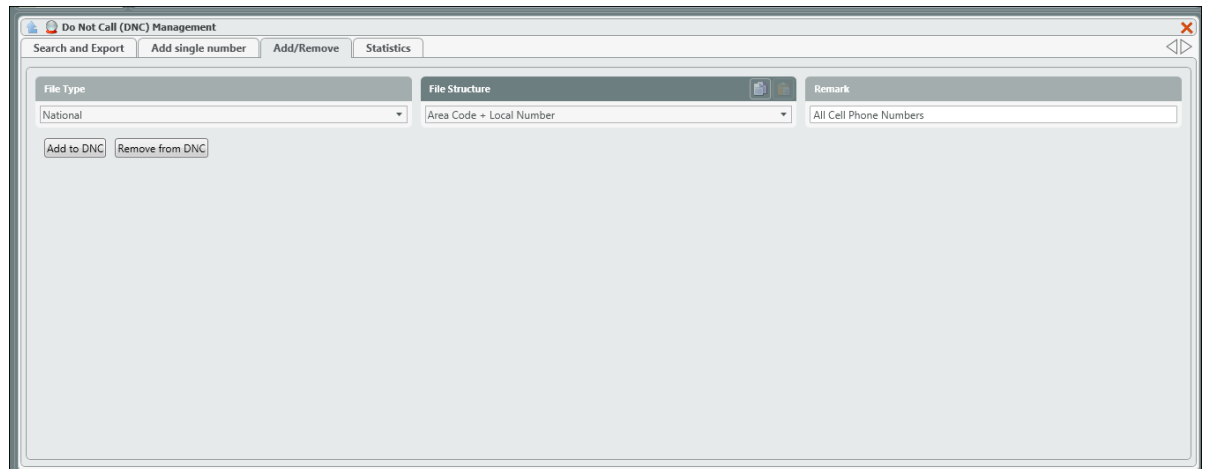 Do Not Call (DNC) Management
Search and Export Add single number Add/Remove Statistics
File Type File Structure Remark
National Area Code + Local Number All Cell Phone Numbers
Add to DNC Remove from DNC